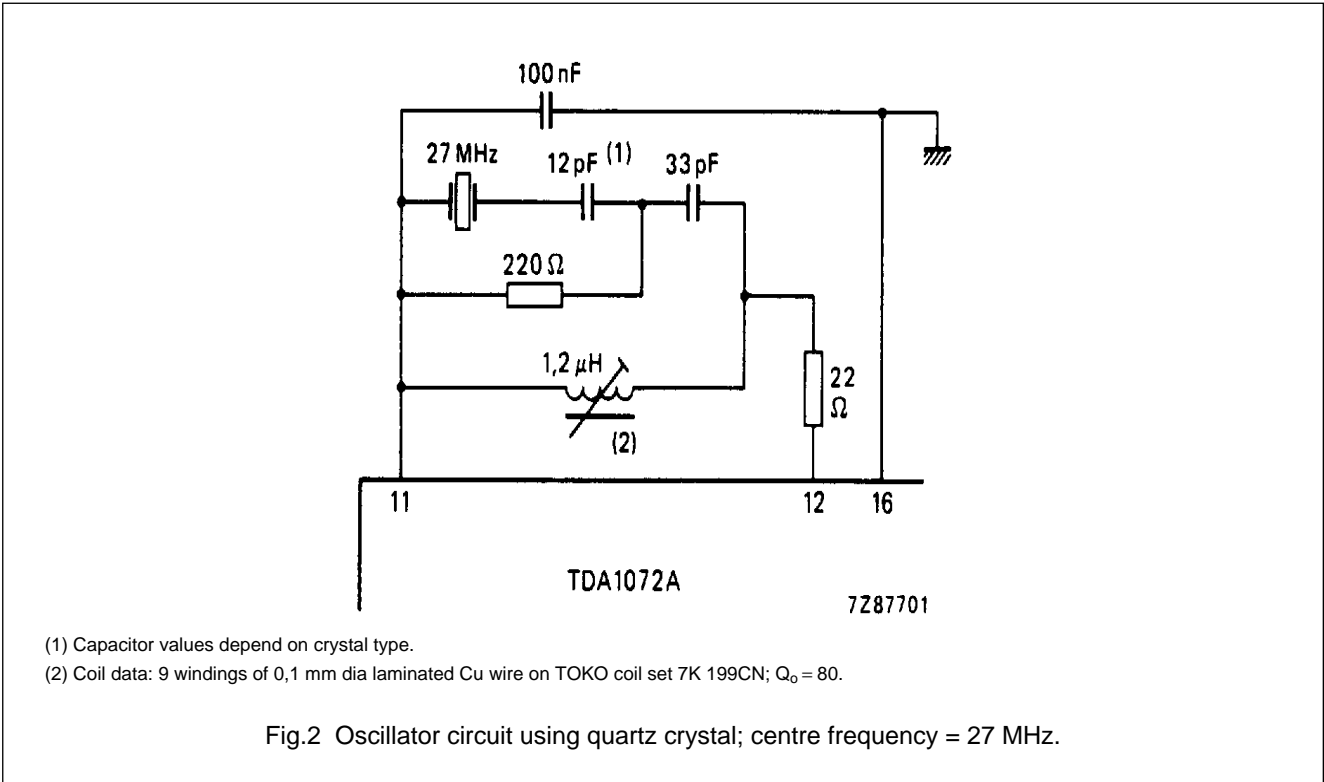 100 nF
27 MHz
12 pF (1)
33 pF
220 Ω
1,2 μH
(2)
22
Ω
11
12
16
TDA1072A
7Z87701
(1) Capacitor values depend on crystal type.
(2) Coil data: 9 windings of 0,1 mm dia laminated Cu wire on TOKO coil set 7K 199CN; Qo = 80.
Fig.2 Oscillator circuit using quartz crystal; centre frequency = 27 MHz.